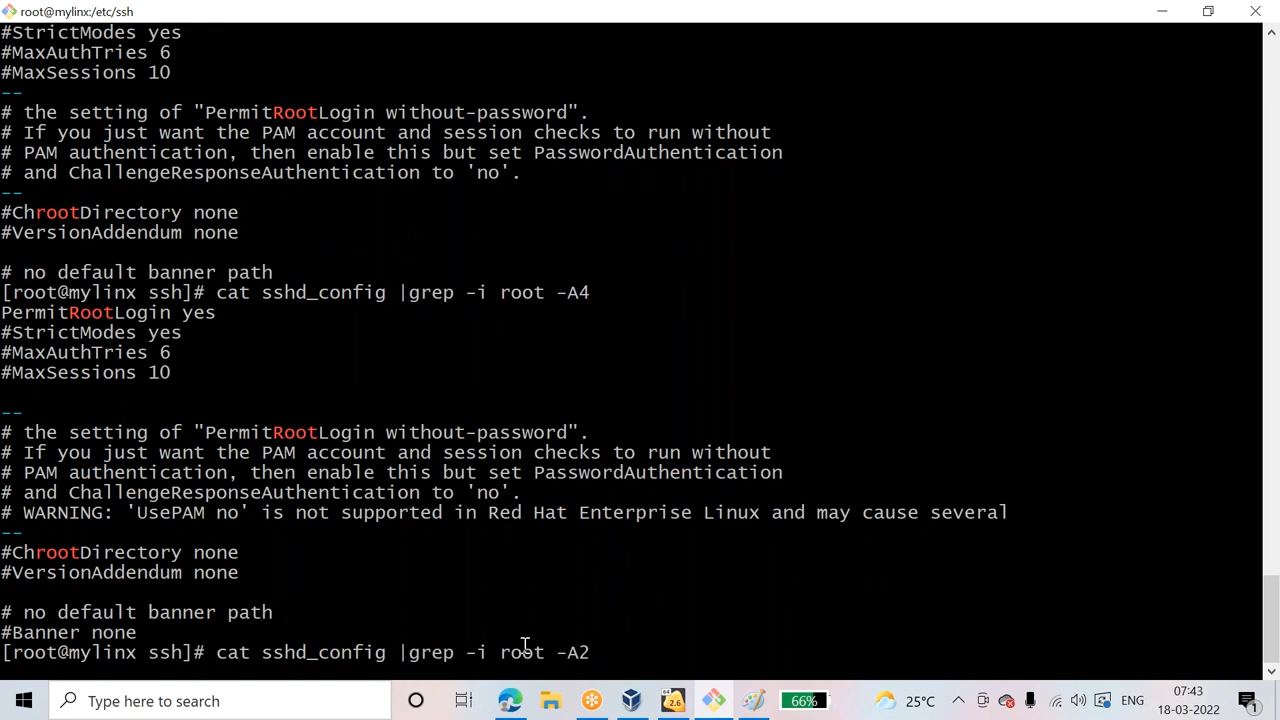 root@mylinx:/etc/ssh
#StrictModes yes
#MaxAuthTries 6
#MaxSessions 10
--
# the setting of "PermitRootLogin without-password".
# If you just want the PAM account and session checks to run without
# PAM authentication, then enable this but set PasswordAuthentication
# and ChallengeResponseAuthentication to 'no'.
--
#ChrootDirectory none
#VersionAddendum none
# no default banner path
[root@mylinx ssh]# cat sshd_config |grep -i root -A4
PermitRootLogin yes
#StrictModes yes
#MaxAuthTries 6
#MaxSessions 10
--
# the setting of "PermitRootLogin without-password".
# If you just want the PAM account and session checks to run without
# PAM authentication, then enable this but set PasswordAuthentication
# and ChallengeResponseAuthentication to 'no'.
# WARNING: 'UsePAM no' is not supported in Red Hat Enterprise Linux and may cause several
--
#ChrootDirectory none
#VersionAddendum none
# no default banner path
#Banner none
[root@mylinx ssh]# cat sshd_config |grep -i root -A2
Type here to search
64
2.6
66%
25°C
ENG
07:43
18-03-2022
1